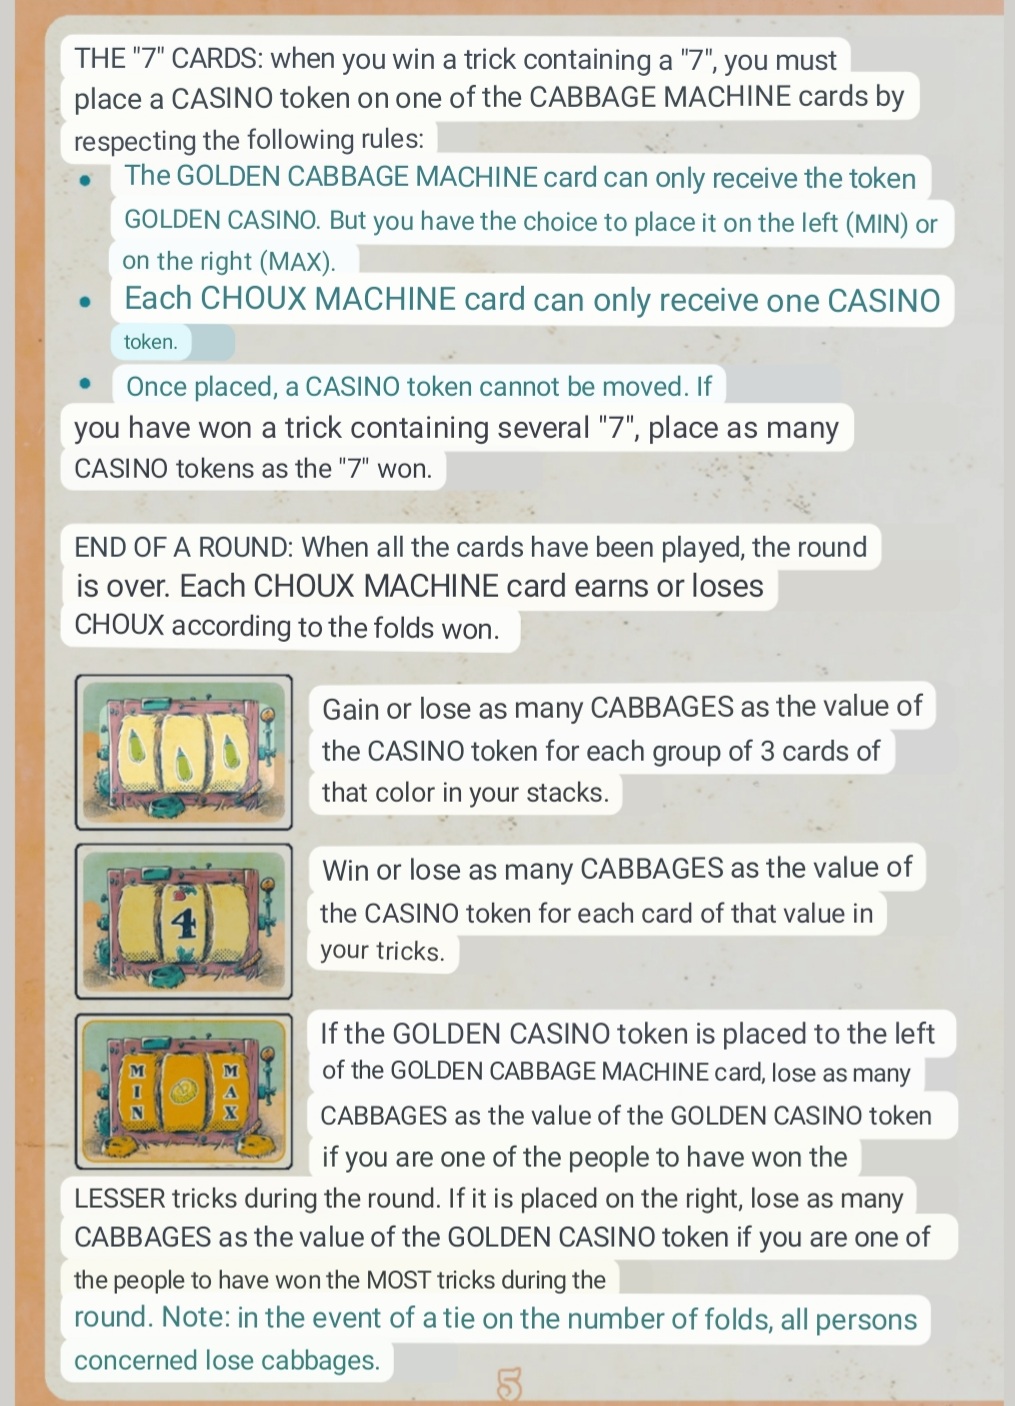 THE "7" CARDS: when you win a trick containing a "7", you must
place a CASINO token on one of the CABBAGE MACHINE cards by
respecting the following rules:
• The GOLDEN CABBAGE MACHINE card can only receive the token
GOLDEN CASINO. But you have the choice to place it on the left (MIN) or
on the right (MAX).
• Each CHOUX MACHINE card can only receive one CASINO
token.
• Once placed, a CASINO token cannot be moved. If
you have won a trick containing several "7", place as many
CASINO tokens as the "7" won.
END OF A ROUND: When all the cards have been played, the round
is over. Each CHOUX MACHINE card earns or loses
CHOUX according to the folds won.
Gain or lose as many CABBAGES as the value of
the CASINO token for each group of 3 cards of
that color in your stacks.
4
Win or lose as many CABBAGES as the value of
the CASINO token for each card of that value in
your tricks.
MIN
MAX
If the GOLDEN CASINO token is placed to the left
of the GOLDEN CABBAGE MACHINE card, lose as many
CABBAGES as the value of the GOLDEN CASINO token
if you are one of the people to have won the
LESSER tricks during the round. If it is placed on the right, lose as many
CABBAGES as the value of the GOLDEN CASINO token if you are one of
the people to have won the MOST tricks during the
round. Note: in the event of a tie on the number of folds, all persons
concerned lose cabbages.
5